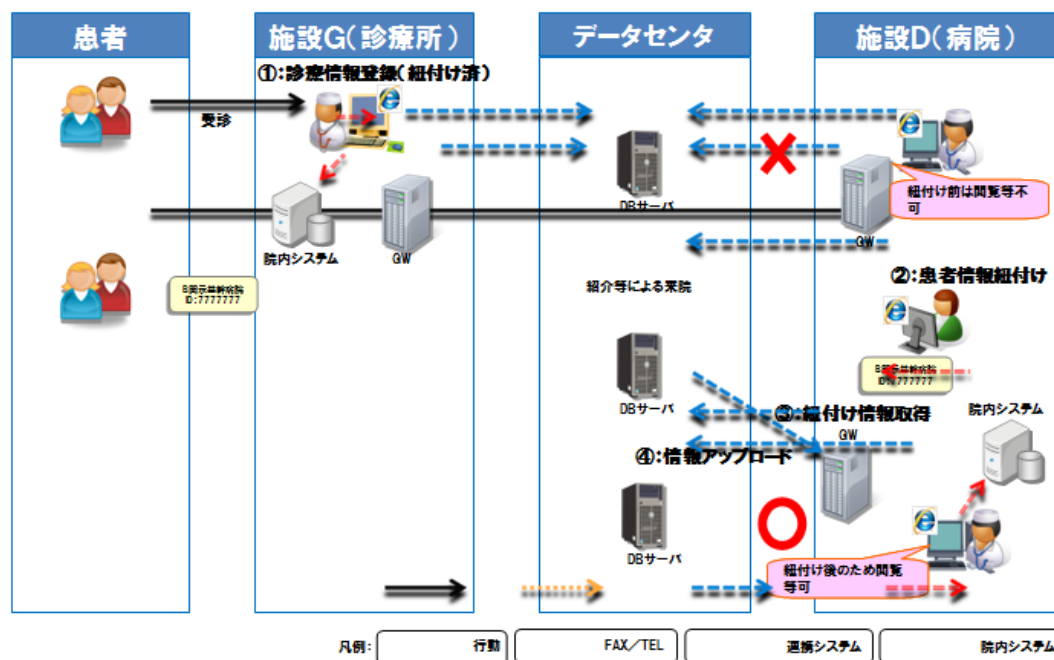 患者
施設G(診療所)
データセンタ
施設D(病院)
①:診療情報登録(紐付け済)
受診
DBサーバ
紐付け前は閲覧等不
可
院内システム
GW
GW
紹介等による来院
②:患者情報紐付け
ID:7777777
DBサーバ
ID:7777777
院内システム
③:紐付け情報取得
GW
④:情報アップロード
DBサーバ
紐付け後のため閲覧
等可
凡例:
行動
FAX/TEL
連携システム
院内システム